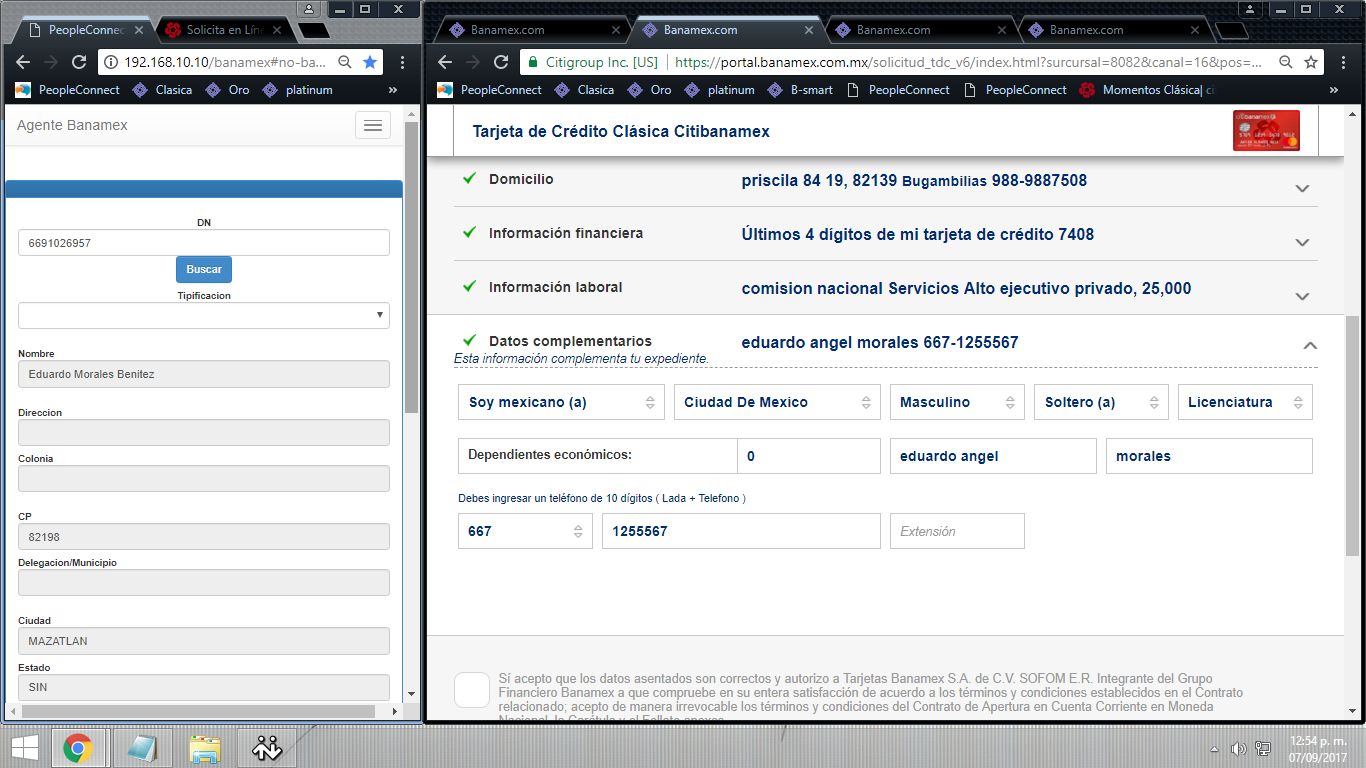 PeopleConnec
Solicita en Lín
192.168.10.10/banamex#no-ba...
PeopleConnect
Clasica
Oro
platinum
»
Agente Banamex
DN
6691026957
Buscar
Tipificacion
Nombre
Eduardo Morales Benitez
Direccion
Colonia
CP
82198
Delegacion/Municipio
Ciudad
MAZATLAN
Estado
SIN
Banamex.com
Banamex.com
Banamex.com
Banamex.com
Citigroup Inc. [US] | https://portal.banamex.com.mx/solicitud_tdc_v6/index.html?surcursal=8082&canal=16&pos=...
PeopleConnect
Clasica
Oro
platinum
B-smart
PeopleConnect
PeopleConnect
Momentos Clásica| ci
»
Tarjeta de Crédito Clásica Citibanamex
Domicilio priscila 84 19, 82139 Bugambilias 988-9887508
Información financiera Últimos 4 dígitos de mi tarjeta de crédito 7408
Información laboral comision nacional Servicios Alto ejecutivo privado, 25,000
Datos complementarios eduardo angel morales 667-1255567
Esta información complementa tu expediente.
Soy mexicano (a) Ciudad De Mexico Masculino Soltero (a) Licenciatura
Dependientes económicos: 0 eduardo angel morales
Debes ingresar un teléfono de 10 dígitos ( Lada + Telefono )
667 1255567 Extensión
Sí acepto que los datos asentados son correctos y autorizo a Tarjetas Banamex S.A. de C.V. SOFOM E.R. Integrante del Grupo
Financiero Banamex a que compruebe en su entera satisfacción de acuerdo a los términos y condiciones establecidos en el Contrato
relacionado; acepto de manera irrevocable los términos y condiciones del Contrato de Apertura en Cuenta Corriente en Moneda
Nacional, la Carátula y el Folleto anexos
12:54 p. m.
07/09/2017